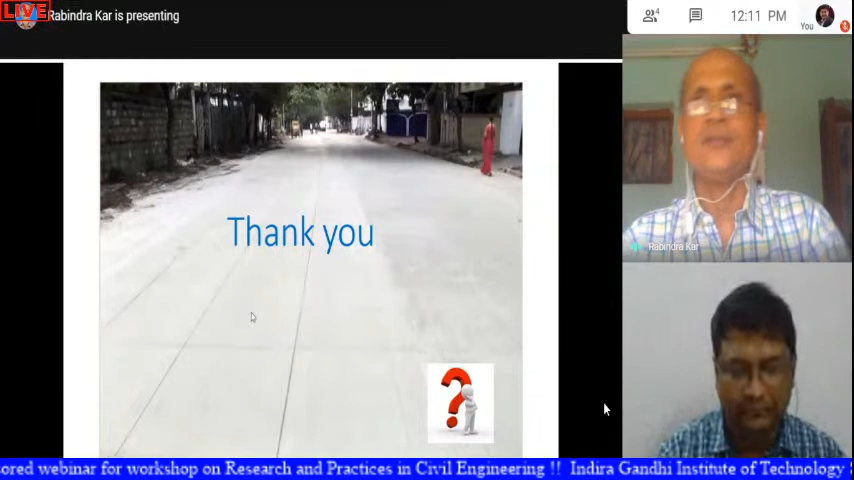 LIVE
Rabindra Kar is presenting
4
12:11 PM
You
Thank you
Rabindra Kar
ored webinar for workshop on Research and Practices in Civil Engineering !! Indira Gandhi Institute of Technology